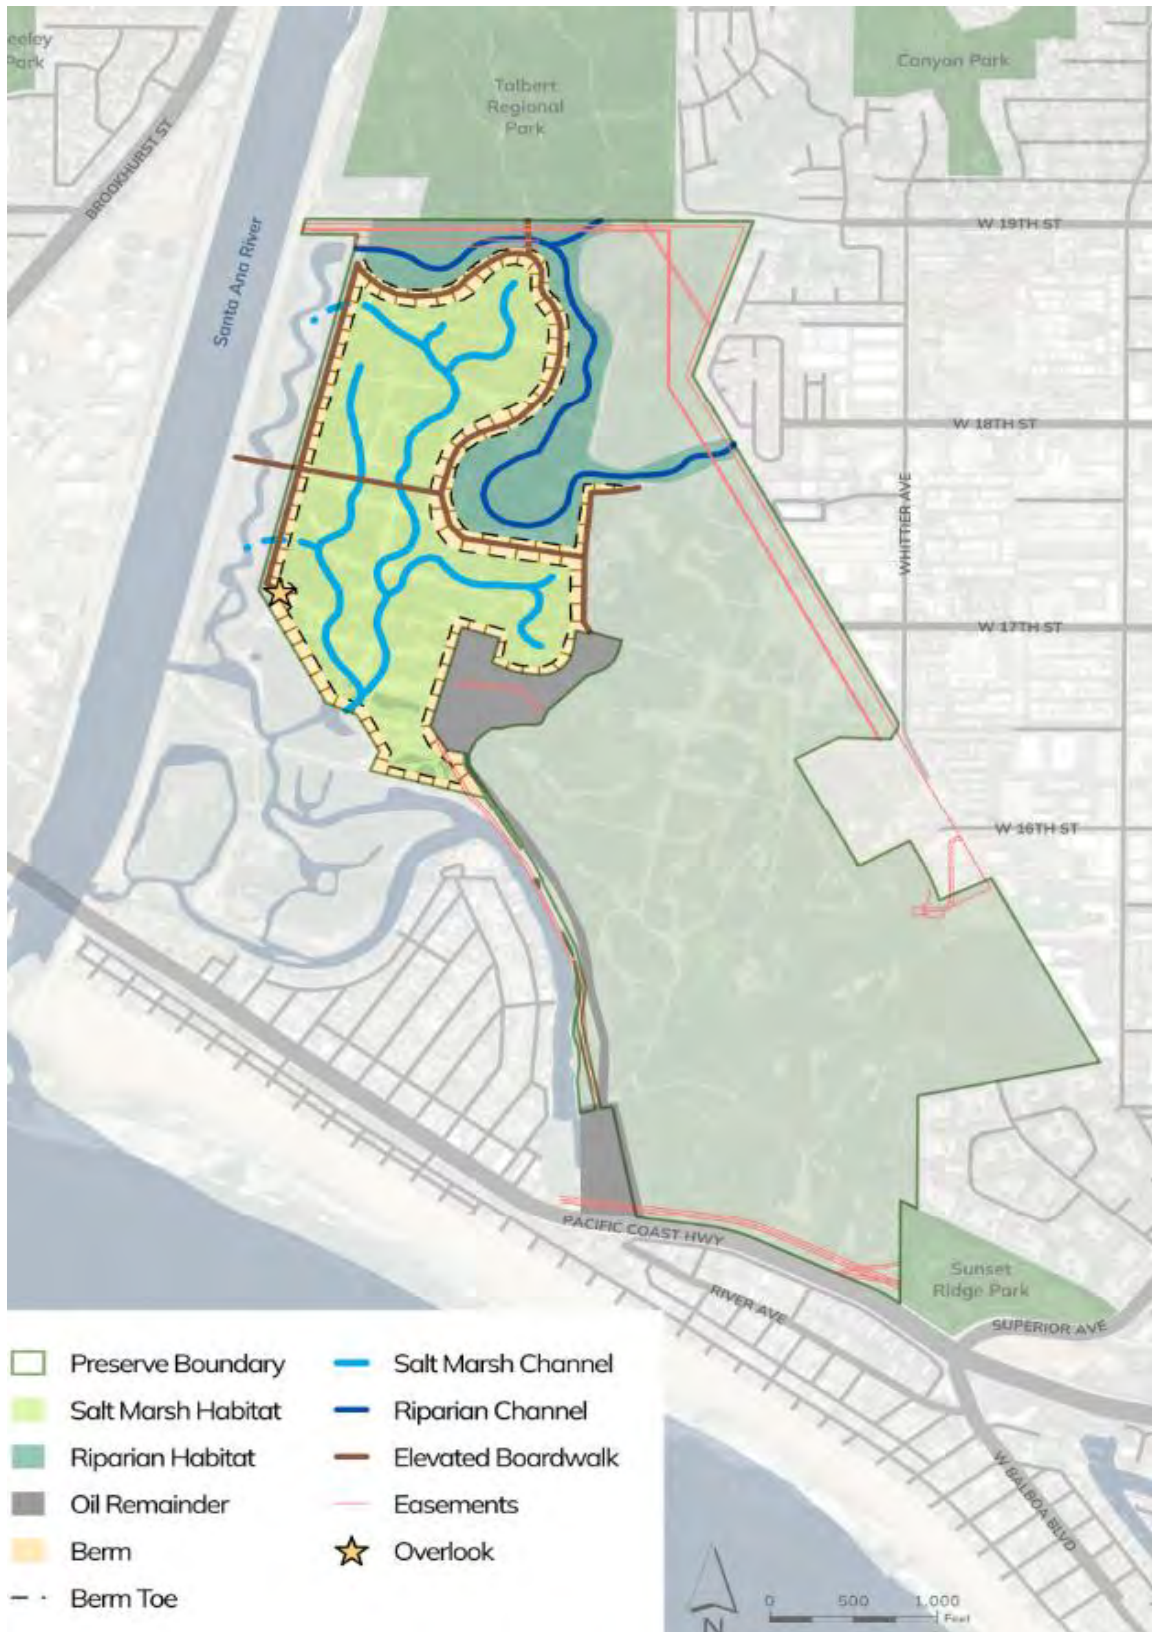 eeley
Park
Talbert
Regional
Park
Canyon Park
BROOKHURST ST
Santa Ana River
W 19TH ST
W 18TH ST
WHITTIER AVE
W 17TH ST
W 16TH ST
PACIFIC COAST HWY
RIVER AVE
Sunset
Ridge Park
SUPERIOR AVE
W BALBOA BLVD
Preserve Boundary
Salt Marsh Habitat
Riparian Habitat
Oil Remainder
Berm
Berm Toe
Salt Marsh Channel
Riparian Channel
Elevated Boardwalk
Easements
Overlook
N
0 500 1,000
Feet